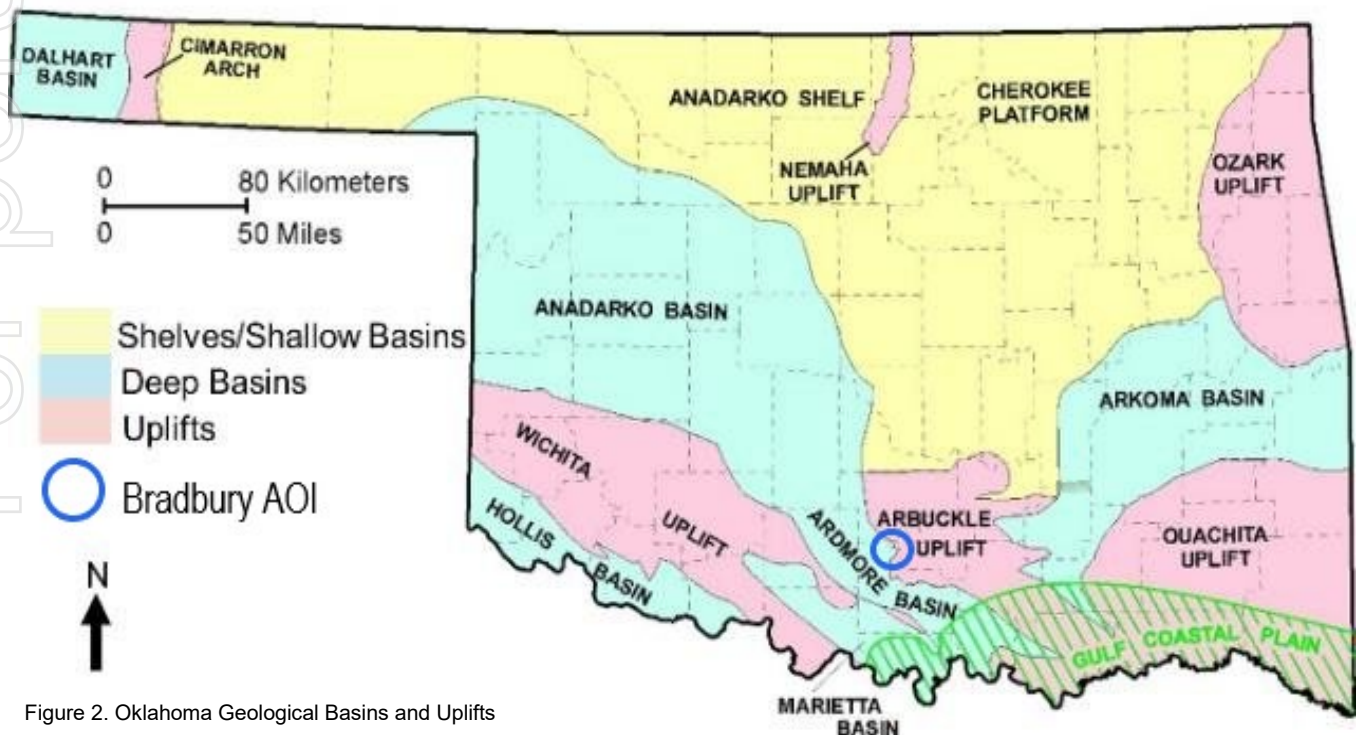 DALHART
BASIN
CIMARRON
ARCH
ANADARKO SHELF
CHEROKEE
PLATFORM
NEMAHA
UPLIFT
OZARK
UPLIFT
0 80 Kilometers
0 50 Miles
ANADARKO BASIN
Shelves/Shallow Basins
Deep Basins
Uplifts
Bradbury AOI
N
ARKOMA BASIN
WICHITA
UPLIFT
HOLLIS
BASIN
ARDMORE BASIN
ARBUCKLE
UPLIFT
OUACHITA
UPLIFT
GULF COASTAL PLAIN
MARIETTA
BASIN
Figure 2. Oklahoma Geological Basins and Uplifts